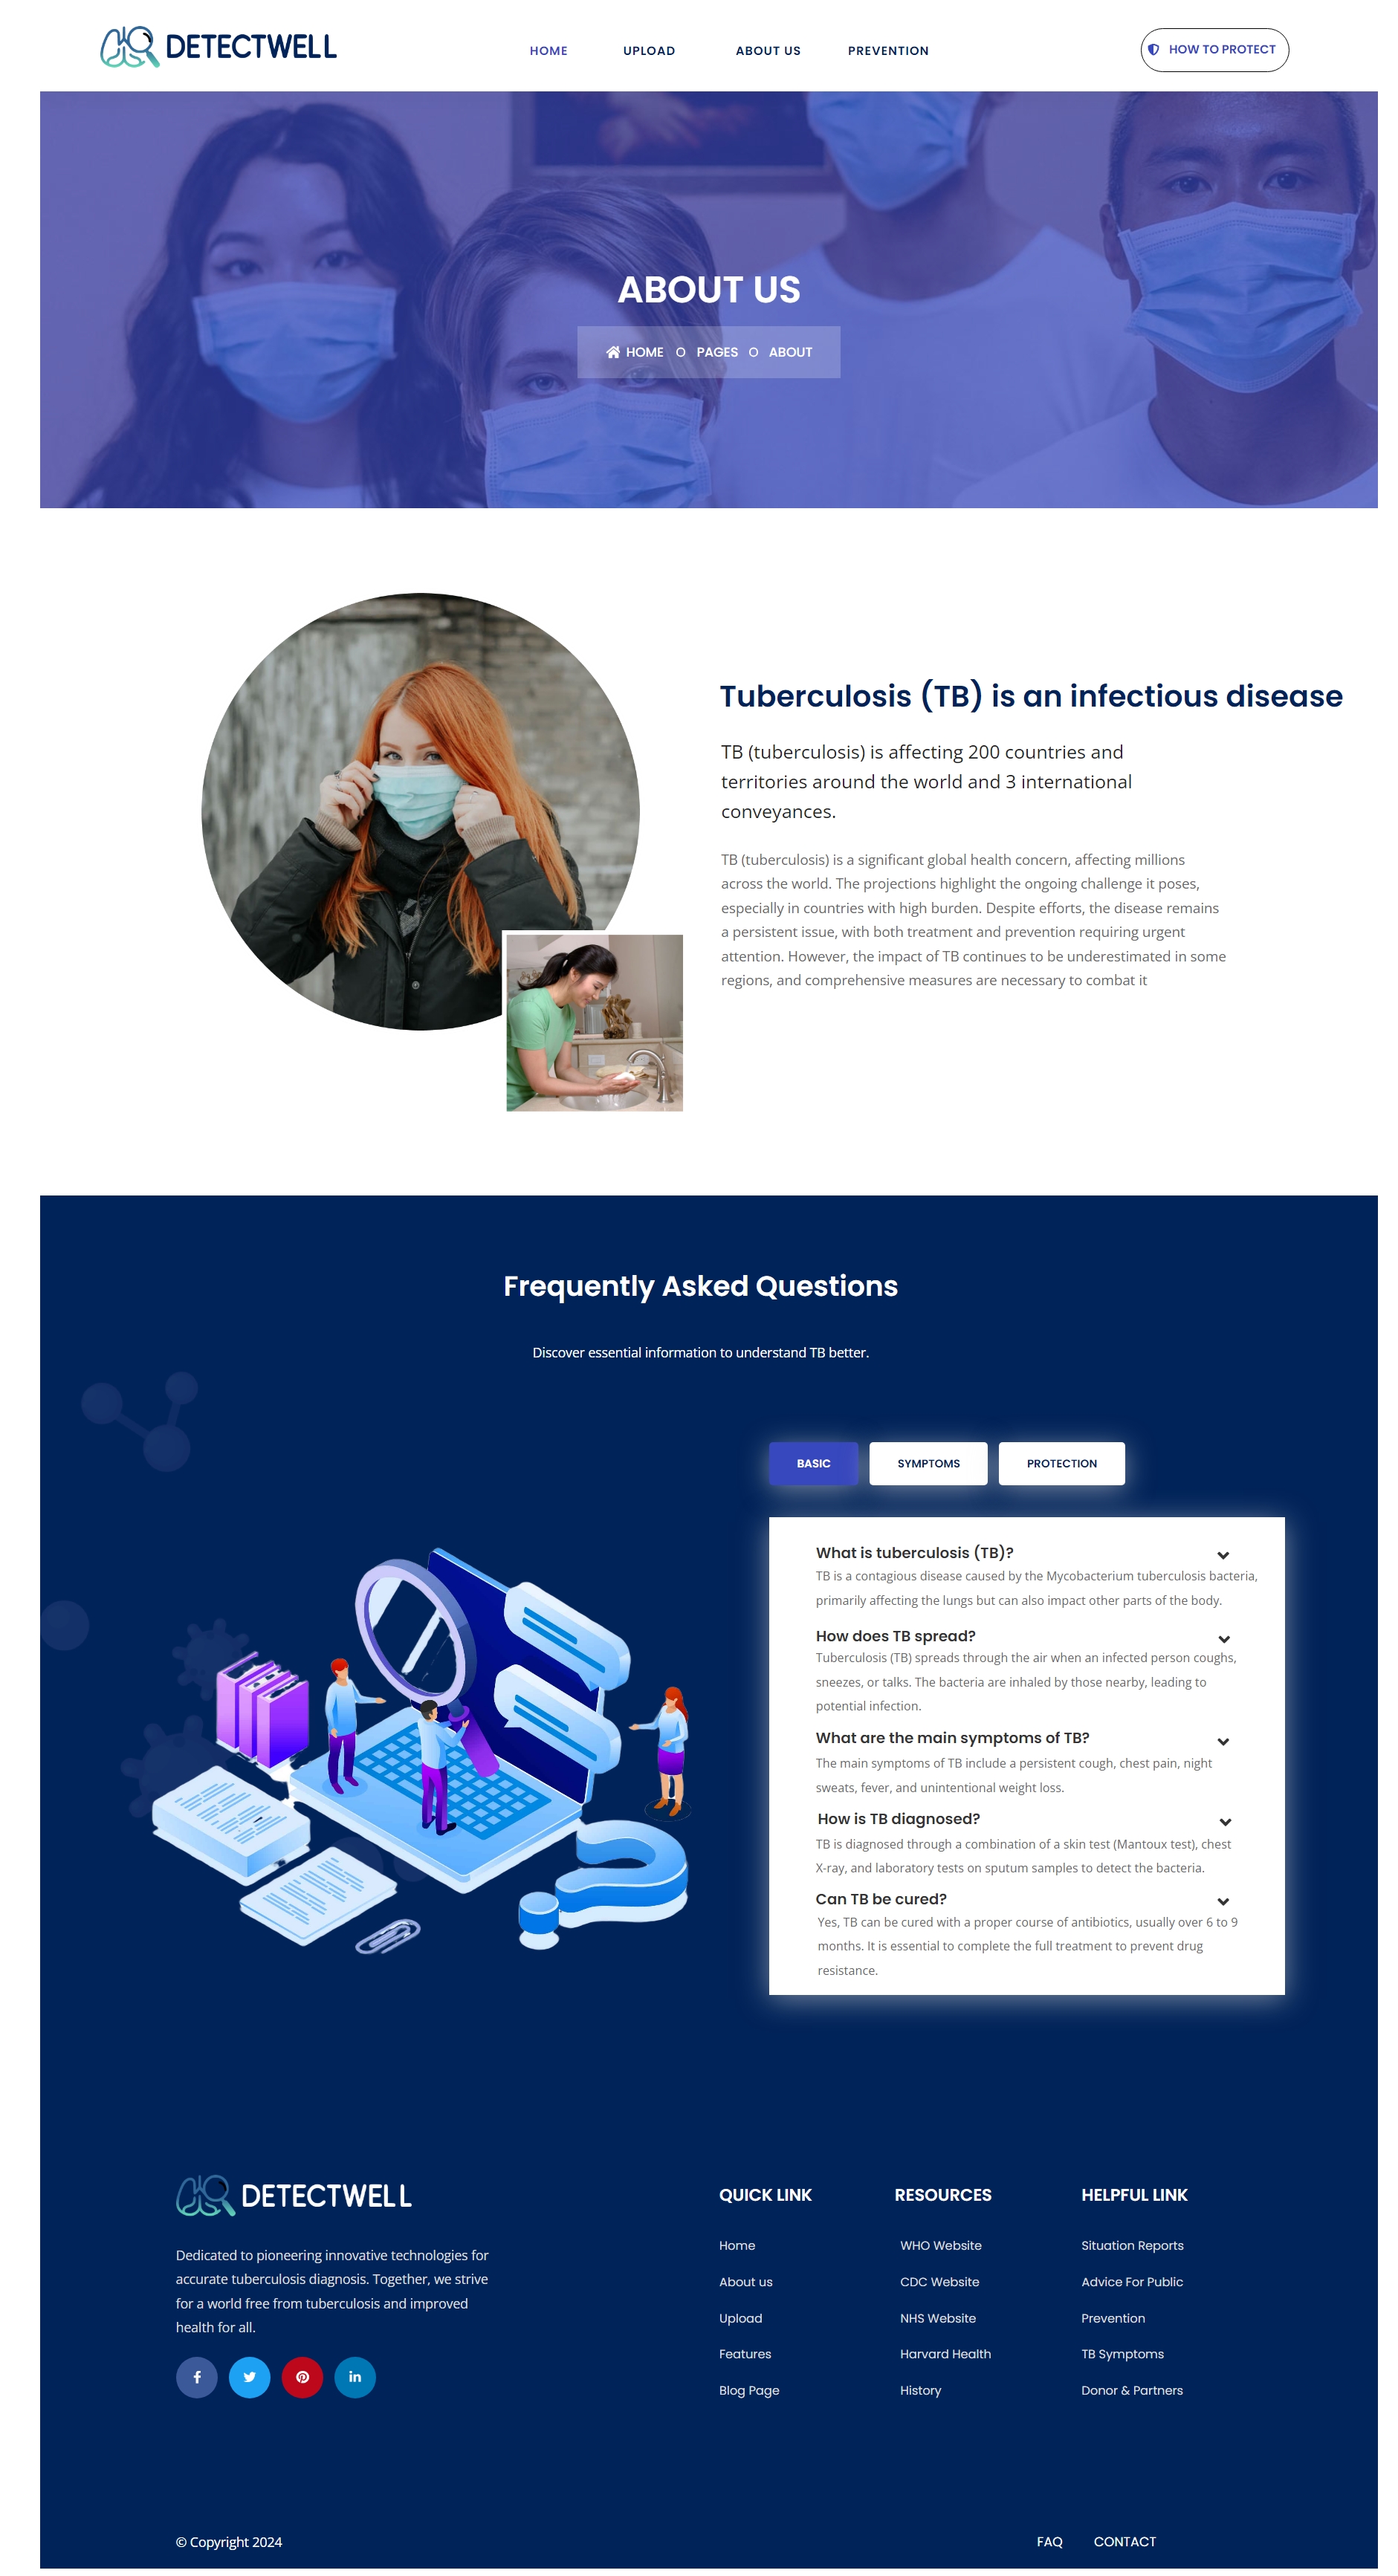 DETECTWELL
HOME UPLOAD ABOUT US PREVENTION
HOW TO PROTECT
ABOUT US
HOME PAGES ABOUT
Tuberculosis (TB) is an infectious disease
TB (tuberculosis) is affecting 200 countries and
territories around the world and 3 international
conveyances.
TB (tuberculosis) is a significant global health concern, affecting millions
across the world. The projections highlight the ongoing challenge it poses,
especially in countries with high burden. Despite efforts, the disease remains
a persistent issue, with both treatment and prevention requiring urgent
attention. However, the impact of TB continues to be underestimated in some
regions, and comprehensive measures are necessary to combat it
Frequently Asked Questions
Discover essential information to understand TB better.
BASIC SYMPTOMS PROTECTION
What is tuberculosis (TB)?
TB is a contagious disease caused by the Mycobacterium tuberculosis bacteria,
primarily affecting the lungs but can also impact other parts of the body.
How does TB spread?
Tuberculosis (TB) spreads through the air when an infected person coughs,
sneezes, or talks. The bacteria are inhaled by those nearby, leading to
potential infection.
What are the main symptoms of TB?
The main symptoms of TB include a persistent cough, chest pain, night
sweats, fever, and unintentional weight loss.
How is TB diagnosed?
TB is diagnosed through a combination of a skin test (Mantoux test), chest
X-ray, and laboratory tests on sputum samples to detect the bacteria.
Can TB be cured?
Yes, TB can be cured with a proper course of antibiotics, usually over 6 to 9
months. It is essential to complete the full treatment to prevent drug
resistance.
DETECTWELL
Dedicated to pioneering innovative technologies for
accurate tuberculosis diagnosis. Together, we strive
for a world free from tuberculosis and improved
health for all.
QUICK LINK
Home
About us
Upload
Features
Blog Page
RESOURCES
WHO Website
CDC Website
NHS Website
Harvard Health
History
HELPFUL LINK
Situation Reports
Advice For Public
Prevention
TB Symptoms
Donor & Partners
© Copyright 2024
FAQ CONTACT